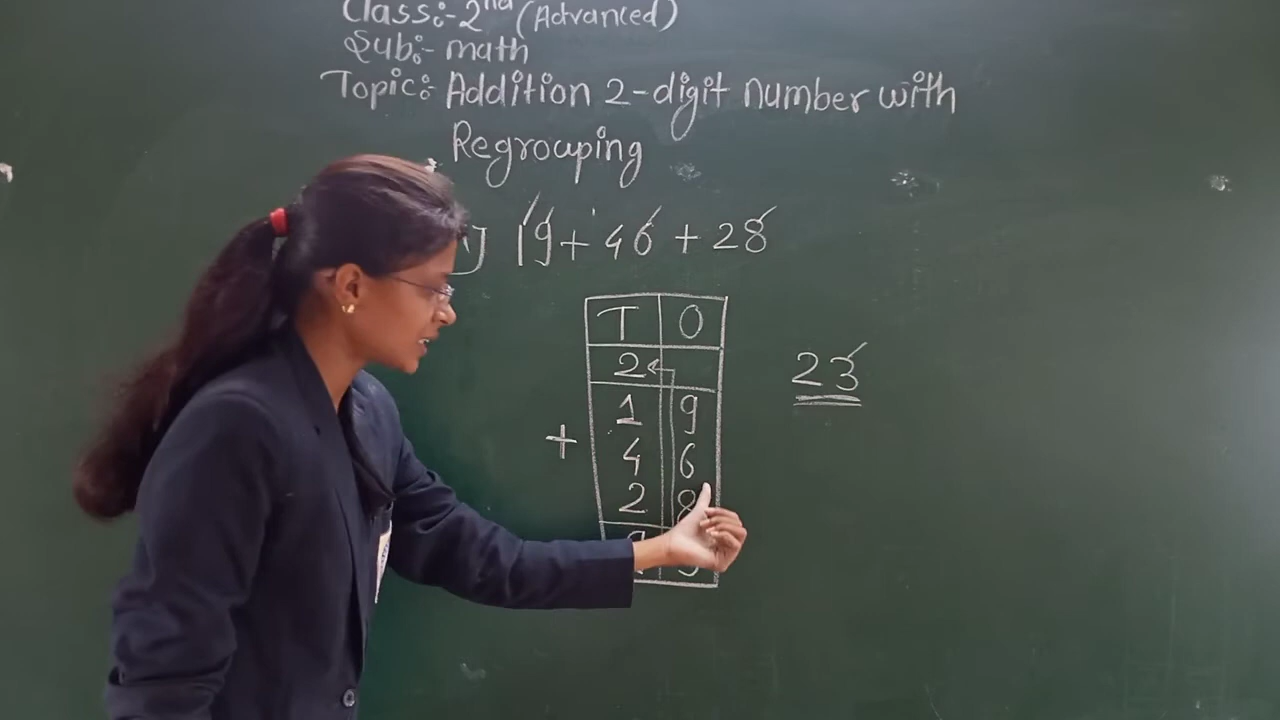 Class:-2nd (Advanced)
Sub:- math
Topic: Addition 2-digit number with
Regrouping
19+46+28
T O
2
1 9
+ 4 6
2 8
23